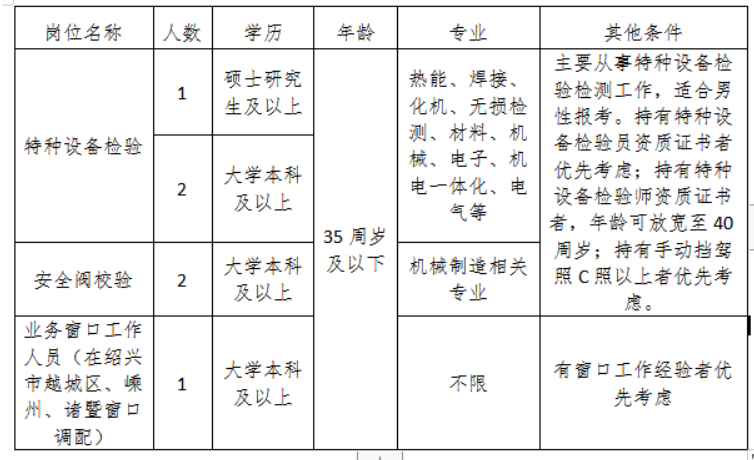 岗位名称 人数 学历 年龄 专业 其他条件
特种设备检验
1
硕士研究
生及以上
2
大学本科
及以上
35 周岁
及以下
热能、焊接、
化机、无损检
测、材料、机
械、电子、机
电一体化、电
气等
主要从事特种设备检
验检测工作，适合男
性报考。持有特种设
备检验员资质证书者
优先考虑；持有特种
设备检验师资质证书
者，年龄可放宽至 40
周岁；持有手动挡驾
照 C 照以上者优先考
虑。
安全阀校验
2
大学本科
及以上
机械制造相关
专业
业务窗口工作
人员（在绍兴
市越城区、嵊
州、诸暨窗口
调配）
1
大学本科
及以上
不限
有窗口工作经验者优
先考虑